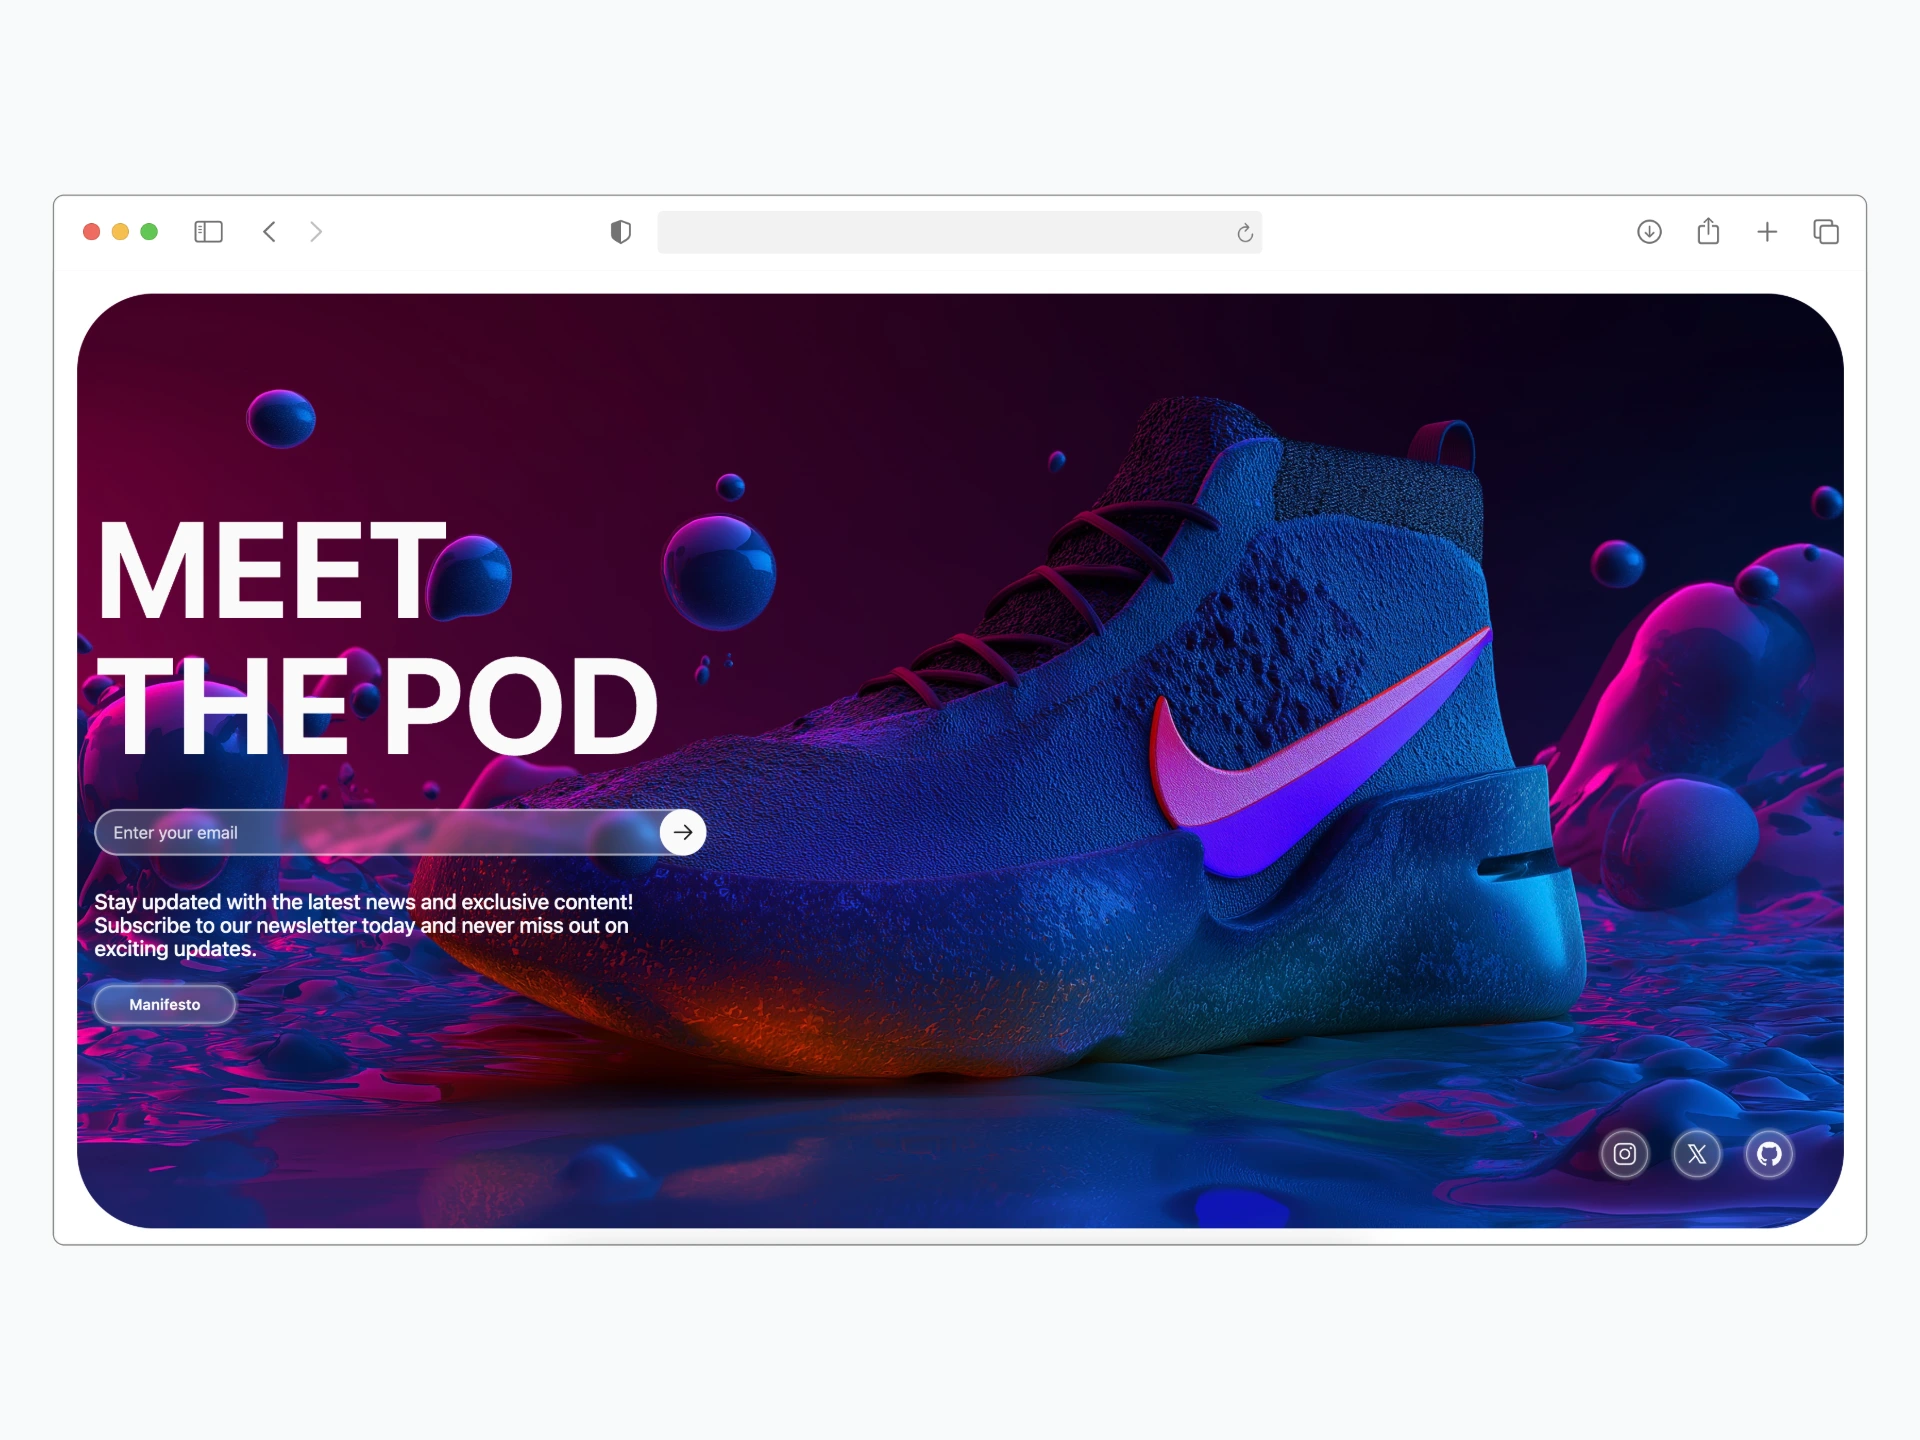 MEET
THE POD
Enter your email
Stay updated with the latest news and exclusive content!
Subscribe to our newsletter today and never miss out on
exciting updates.
Manifesto